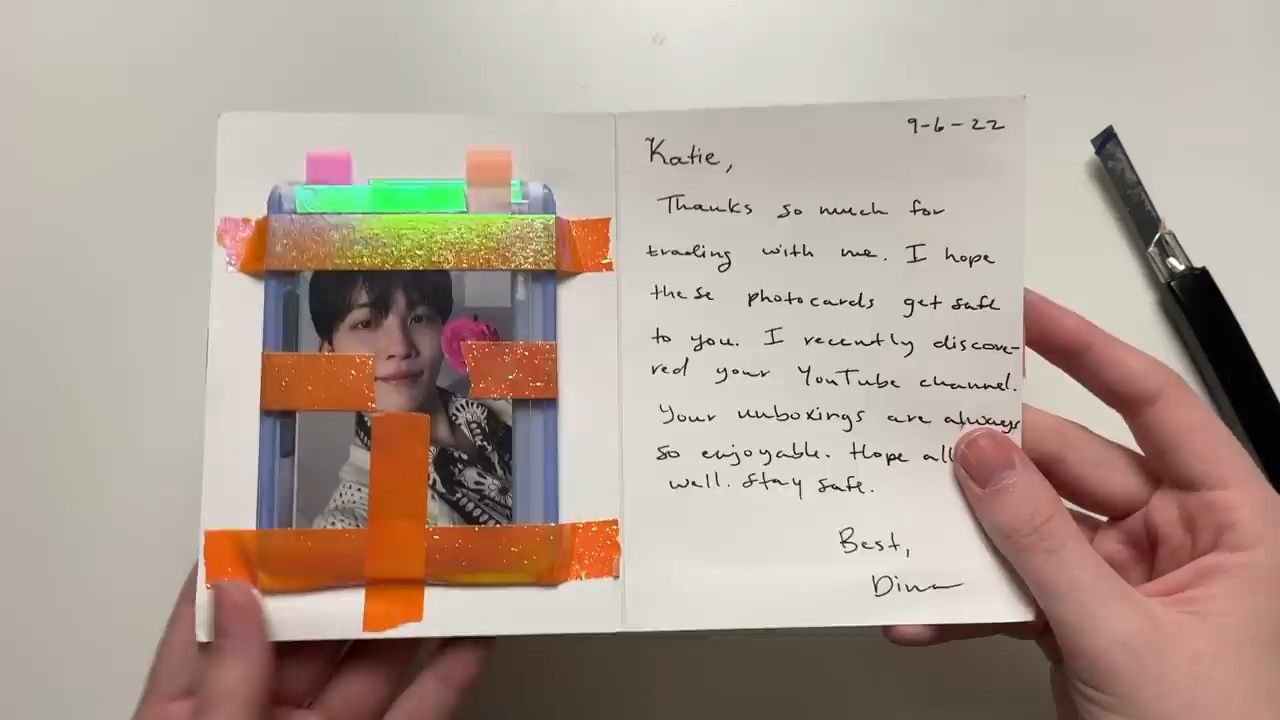 9-6-22
Katie,
Thanks so much for
trading with me. I hope
these photocards get safe
to you. I recently discove-
red your YouTube channel.
Your unboxings are always
so enjoyable. Hope all
well. Stay safe.
Best,
Dina